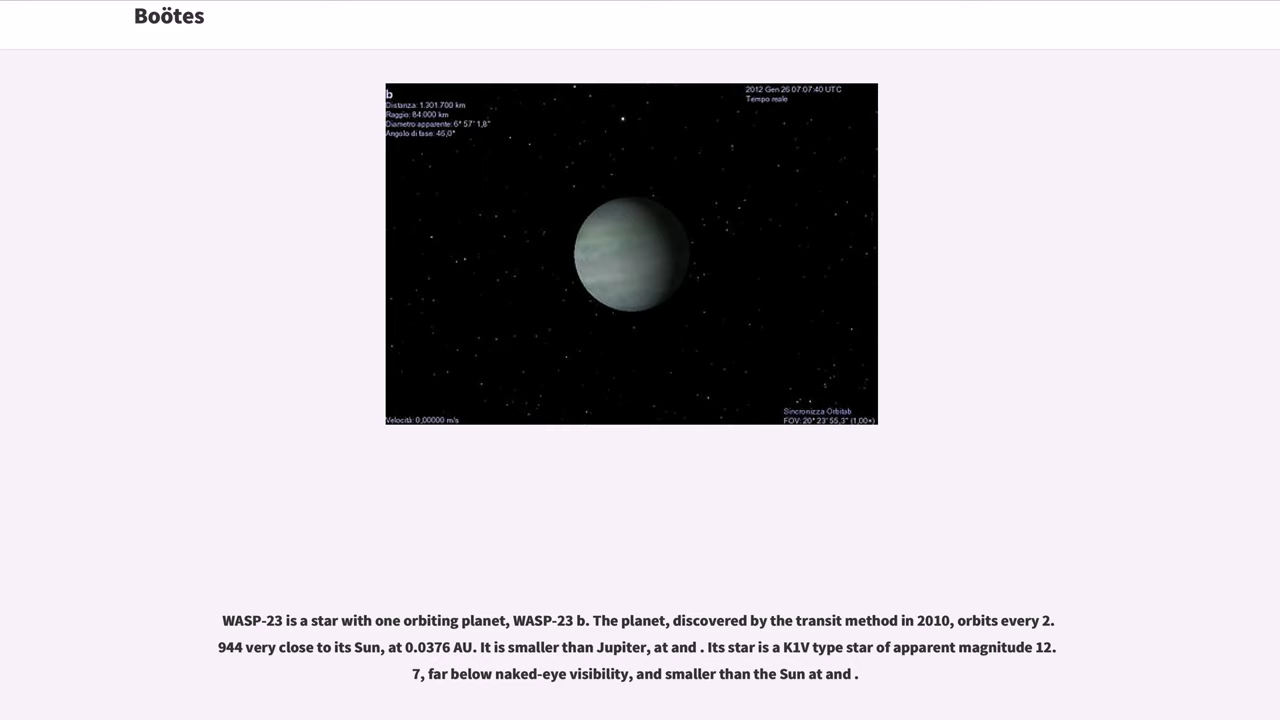 Boötes
b
Distanza: 1.301.700 km
Raggio: 84.000 km
Diametro apparente: 6° 57' 1,8"
Angolo di fase: 46,0°
2012 Gen 26 07:07:40 UTC
Tempo reale
Velocità: 0,00000 m/s
Sincronizza Orbitab
FOV: 20° 23' 55,3" (1,00×)
WASP-23 is a star with one orbiting planet, WASP-23 b. The planet, discovered by the transit method in 2010, orbits every 2.
944 very close to its Sun, at 0.0376 AU. It is smaller than Jupiter, at and . Its star is a K1V type star of apparent magnitude 12.
7, far below naked-eye visibility, and smaller than the Sun at and .